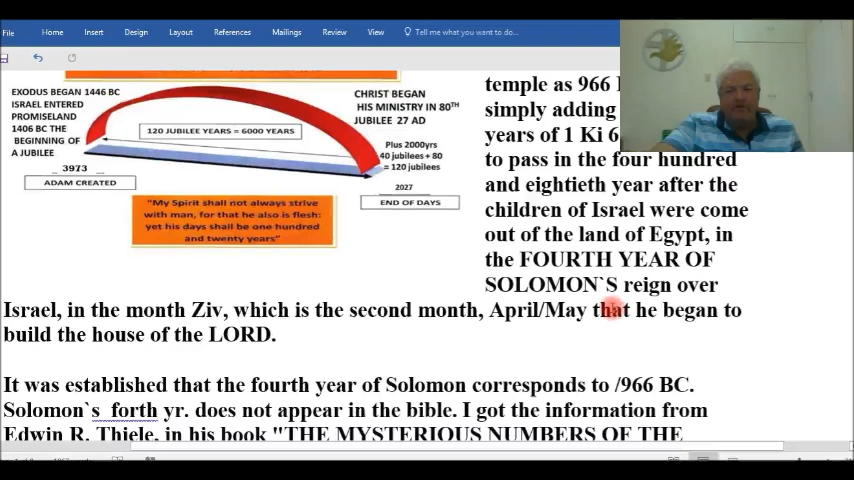 File Home Insert Design Layout References Mailings Review View Tell me what you want to do...
EXODUS BEGAN 1446 BC
ISRAEL ENTERED
PROMISELAND
1406 BC THE
BEGINNING OF
A JUBILEE
3973
ADAM CREATED
120 JUBILEE YEARS = 6000 YEARS
CHRIST BEGAN
HIS MINISTRY IN 80TH
JUBILEE 27 AD
Plus 2000yrs
40 jubilees + 80
= 120 jubilees
2027
END OF DAYS
"My Spirit shall not always strive
with man, for that he also is flesh:
yet his days shall be one hundred
and twenty years"
temple as 966
simply adding
years of 1 Ki 6
to pass in the four hundred
and eightieth year after the
children of Israel were come
out of the land of Egypt, in
the FOURTH YEAR OF
SOLOMON`S reign over
Israel, in the month Ziv, which is the second month, April/May that he began to
build the house of the LORD.
It was established that the fourth year of Solomon corresponds to /966 BC.
Solomon`s forth yr. does not appear in the bible. I got the information from
Edwin R. Thiele, in his book "THE MYSTERIOUS NUMBERS OF THE